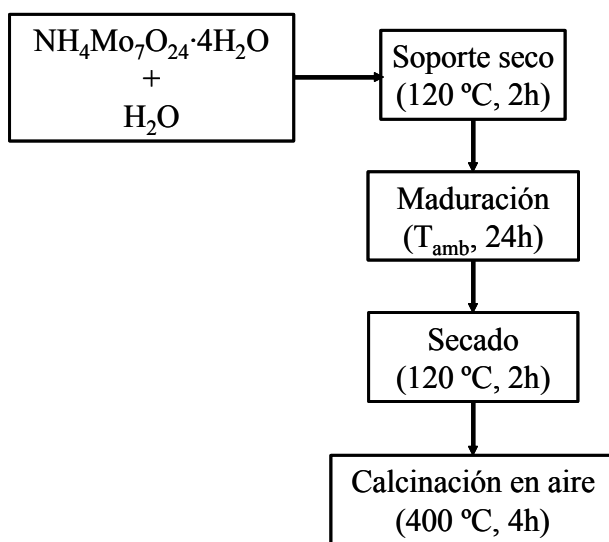 NH₄Mo₇O₂₄·4H₂O
+
H₂O
Soporte seco
(120 ºC, 2h)
Maduración
(Tamb, 24h)
Secado
(120 ºC, 2h)
Calcinación en aire
(400 ºC, 4h)